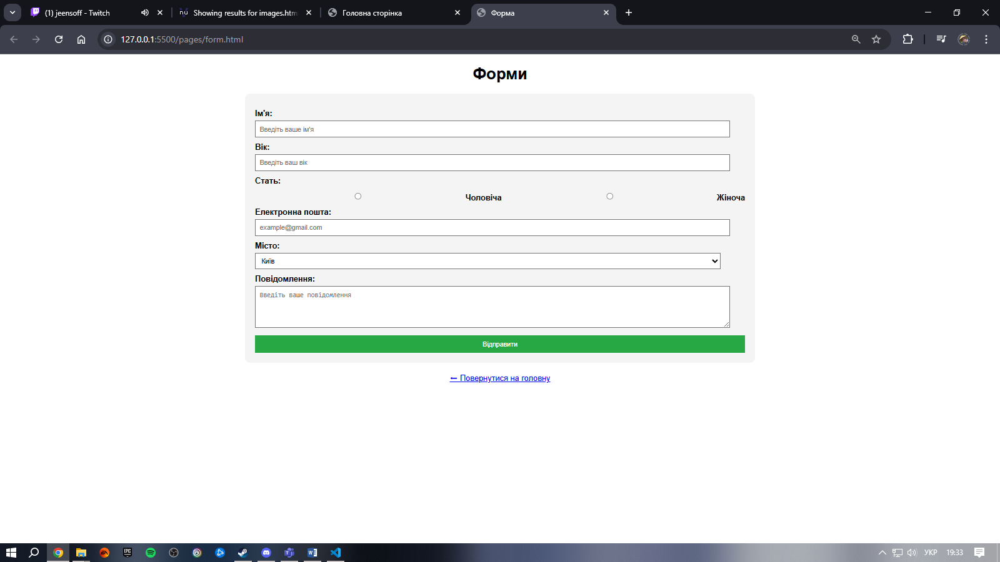 (1) jeensoff - Twitch
Showing results for images.htm
Головна сторінка
Форма
127.0.0.1:5500/pages/form.html
Форми
Ім'я:
Введіть ваше ім'я
Вік:
Введіть ваш вік
Стать:
Чоловіча Жіноча
Електронна пошта:
example@gmail.com
Місто:
Київ
Повідомлення:
Введіть ваше повідомлення
Відправити
← Повернутися на головну
УКР 19:33